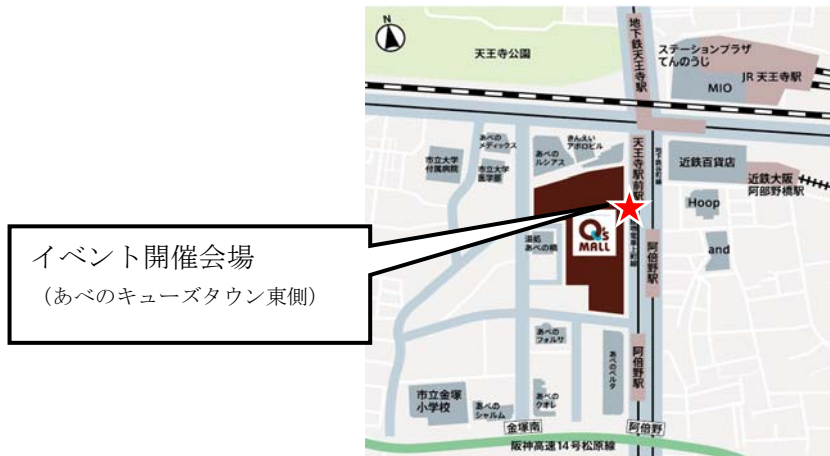 イベント開催会場
（あべのキューズタウン東側）
N
天王寺公園
地下鉄天王寺駅
ステーションプラザ
てんのうじ
JR 天王寺駅
MIO
あべの
メディックス
あべの
ルシアス
きんえい
アポロビル
天王寺駅前駅
近鉄百貨店
市立大学
付属病院
市立大学
医学部
近鉄大阪
阿部野橋駅
Hoop
Q's
MALL
湯処
あべの橋
阿倍野駅
and
あべの
フォルサ
あべのベルタ
阿倍野駅
市立金塚
小学校
あべの
シャルム
あべの
クオレ
金塚南
阿倍野
阪神高速14号松原線